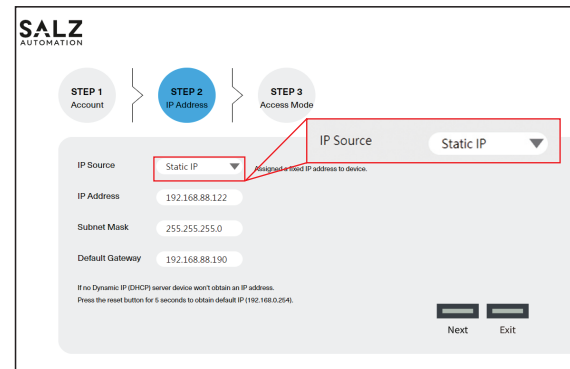 SALZ
AUTOMATION
STEP 1
Account
STEP 2
IP Address
STEP 3
Access Mode
IP Source
Static IP
IP Source
Static IP
Assigned a fixed IP address to device.
IP Address
192.168.88.122
Subnet Mask
255.255.255.0
Default Gateway
192.168.88.190
If no Dynamic IP (DHCP) server device won't obtain an IP address.
Press the reset button for 5 seconds to obtain default IP (192.168.0.254).
Next
Exit